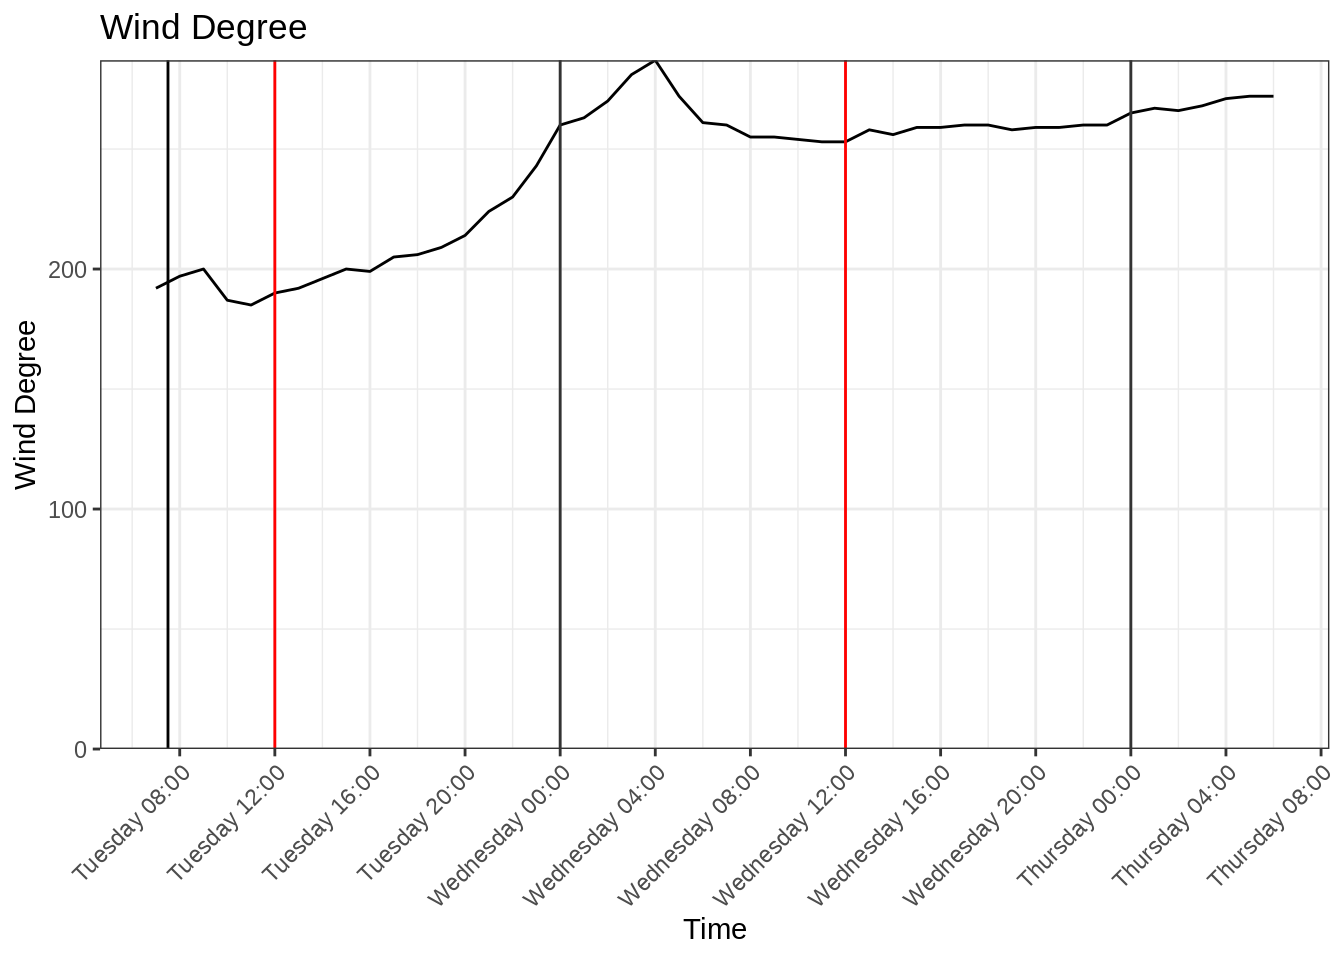 Wind Degree
Wind Degree
200
100
0
Tuesday 08:00
Tuesday 12:00
Tuesday 16:00
Tuesday 20:00
Wednesday 00:00
Wednesday 04:00
Wednesday 08:00
Wednesday 12:00
Wednesday 16:00
Wednesday 20:00
Thursday 00:00
Thursday 04:00
Thursday 08:00
Time